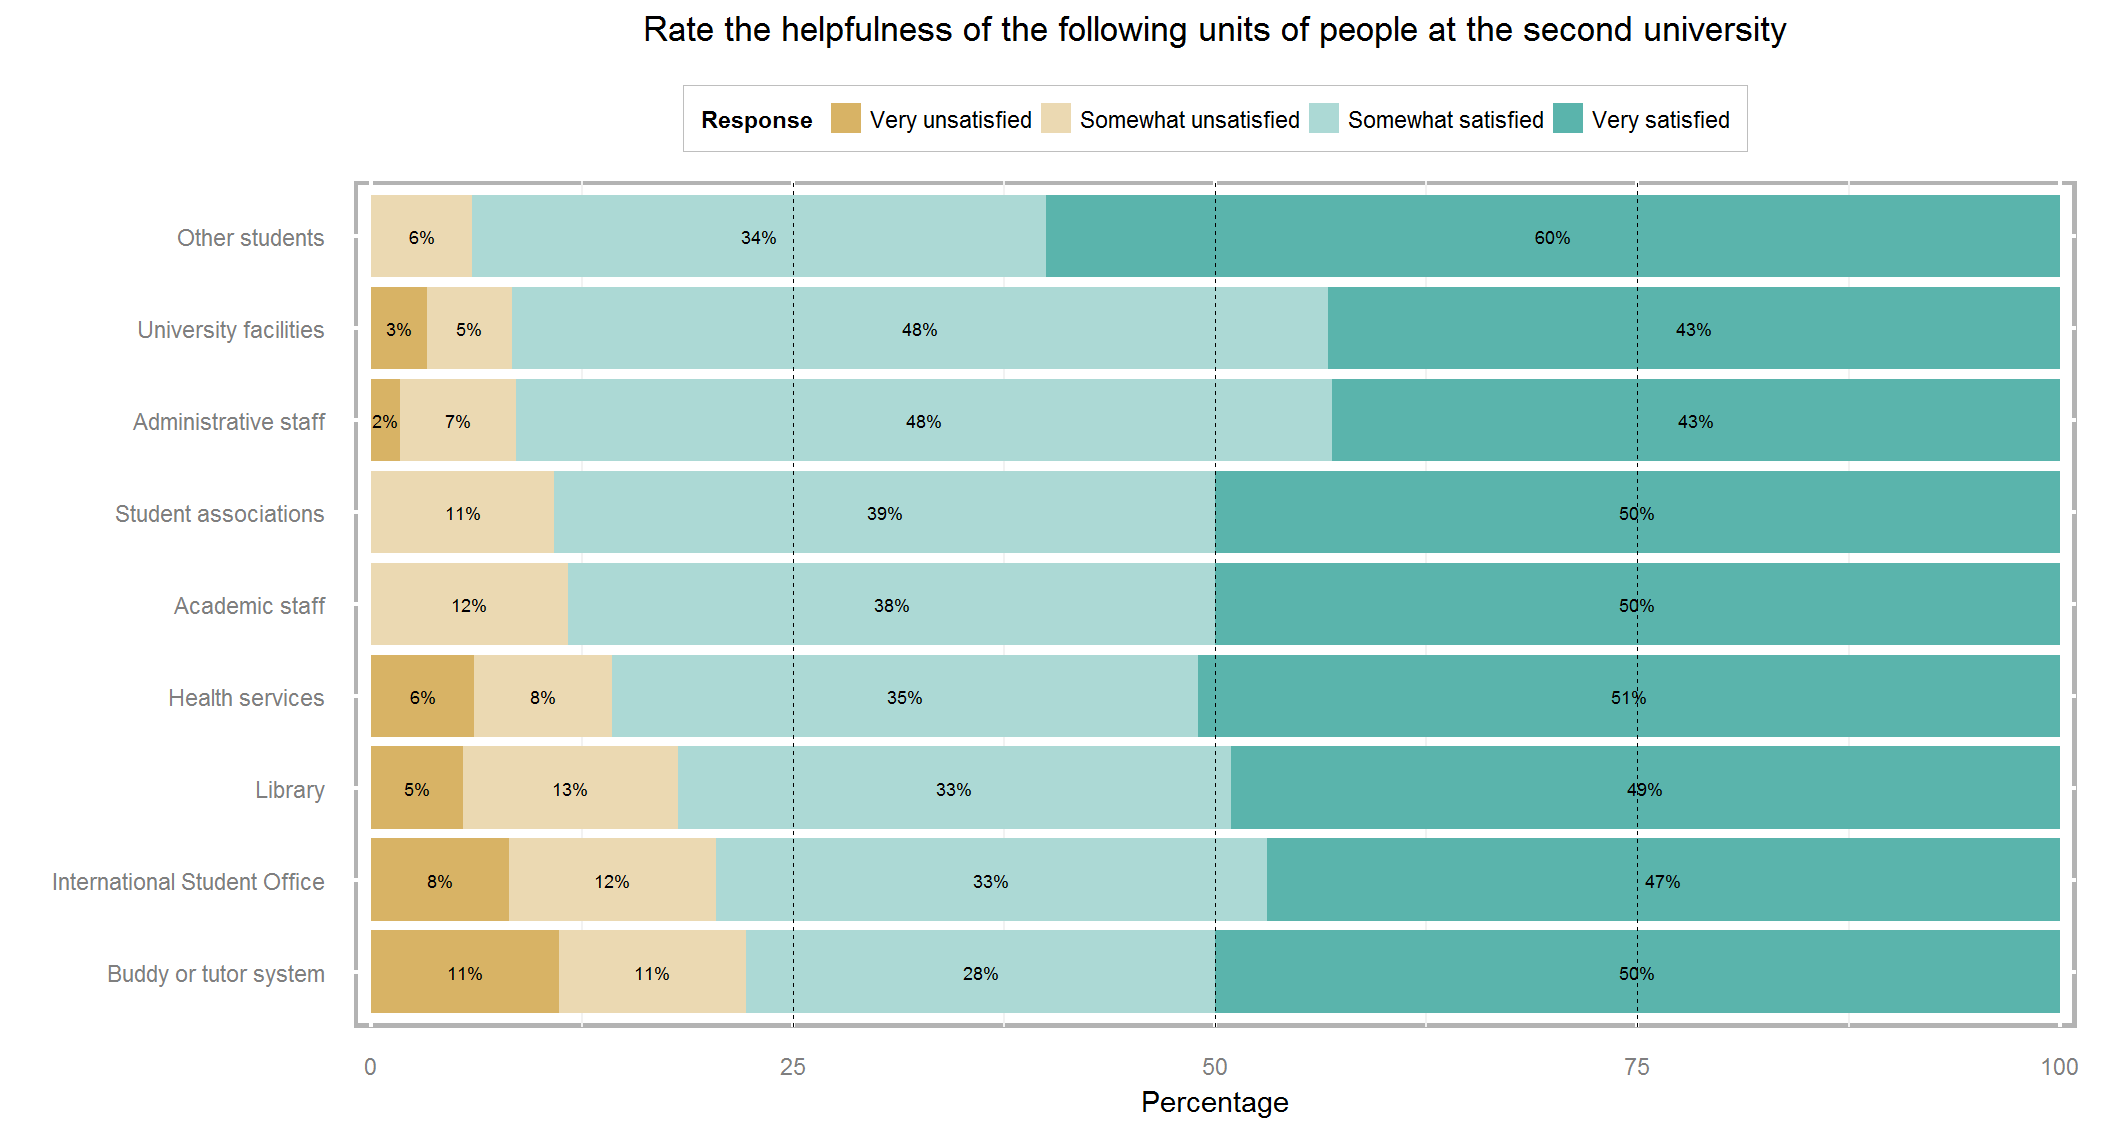 Rate the helpfulness of the following units of people at the second university
Response Very unsatisfied Somewhat unsatisfied Somewhat satisfied Very satisfied
Other students 6% 34% 60%
University facilities 3% 5% 48% 43%
Administrative staff 2% 7% 48% 43%
Student associations 11% 39% 50%
Academic staff 12% 38% 50%
Health services 6% 8% 35% 51%
Library 5% 13% 33% 49%
International Student Office 8% 12% 33% 47%
Buddy or tutor system 11% 11% 28% 50%
0 25 50 75 100
Percentage